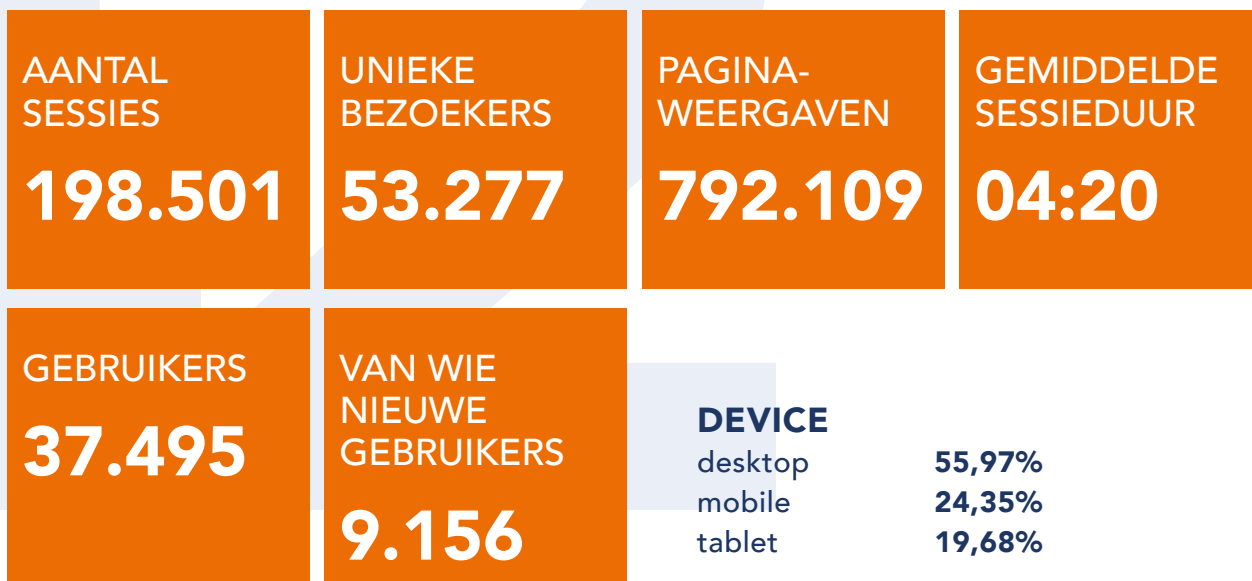 AANTAL
SESSIES
198.501
UNIEKE
BEZOEKERS
53.277
PAGINA-
WEERGAVEN
792.109
GEMIDDELDE
SESSIEDUUR
04:20
GEBRUIKERS
37.495
VAN WIE
NIEUWE
GEBRUIKERS
9.156
DEVICE
desktop 55,97%
mobile 24,35%
tablet 19,68%